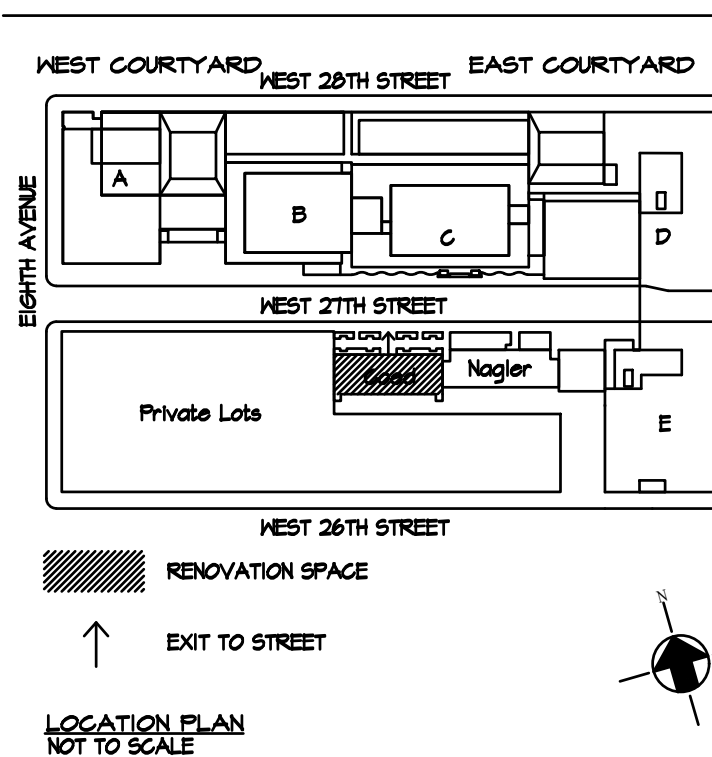 WEST COURTYARD
EAST COURTYARD
WEST 28TH STREET
EIGHTH AVENUE
A
B
C
D
WEST 27TH STREET
Coed
Nagler
Private Lots
E
WEST 26TH STREET
RENOVATION SPACE
EXIT TO STREET
N
LOCATION PLAN
NOT TO SCALE